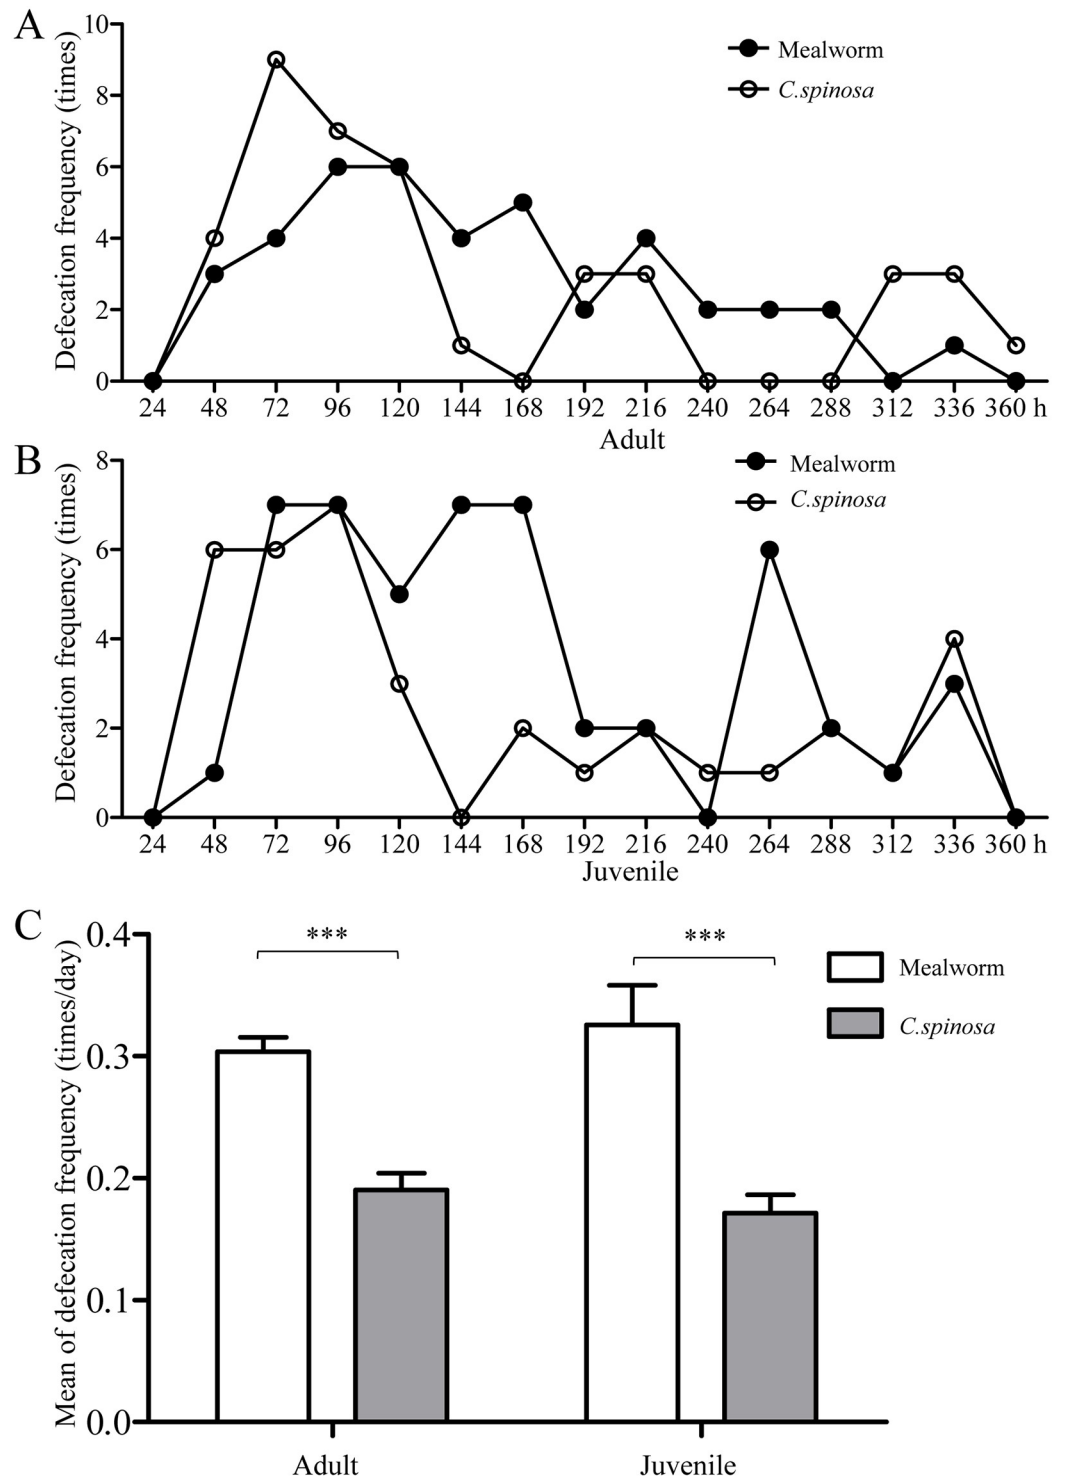 A
Defecation frequency (times)
10
8
6
4
2
0
Mealworm
C.spinosa
24 48 72 96 120 144 168 192 216 240 264 288 312 336 360 h
Adult
B
Defecation frequency (times)
8
6
4
2
0
Mealworm
C.spinosa
24 48 72 96 120 144 168 192 216 240 264 288 312 336 360 h
Juvenile
C
Mean of defecation frequency (times/day)
0.4
0.3
0.2
0.1
0.0
***
***
Mealworm
C.spinosa
Adult Juvenile